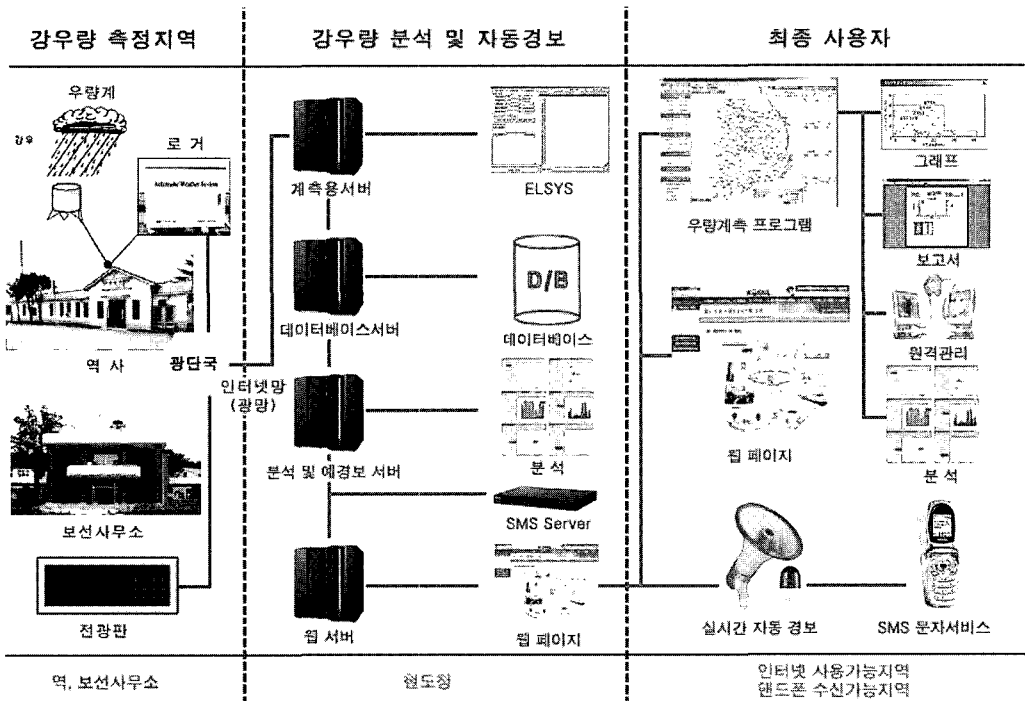 강우량 측정지역
강우량 분석 및 자동경보
최종 사용자
우량계
강우
로 거
Automatic Weather System
역 사
광단국
인터넷망
(광망)
보선사무소
전광판
계측용서버
ELSYS
데이터베이스서버
D/B
데이터베이스
분석 및 예경보 서버
분 석
SMS Server
웹 서버
웹 페이지
우량계측 프로그램
그래프
보고서
원격관리
웹 페이지
분 석
실시간 자동 경보
SMS 문자서비스
역, 보선사무소
철도청
인터넷 사용가능지역
핸드폰 수신가능지역